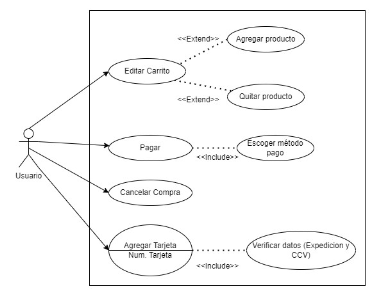 <<Extend>>
Agregar producto
Editar Carrito
<<Extend>>
Quitar producto
Pagar
<<Include>>
Escoger método
pago
Usuario
Cancelar Compra
Agregar Tarjeta
Num. Tarjeta
<<Include>>
Verificar datos (Expedicion y
CCV)